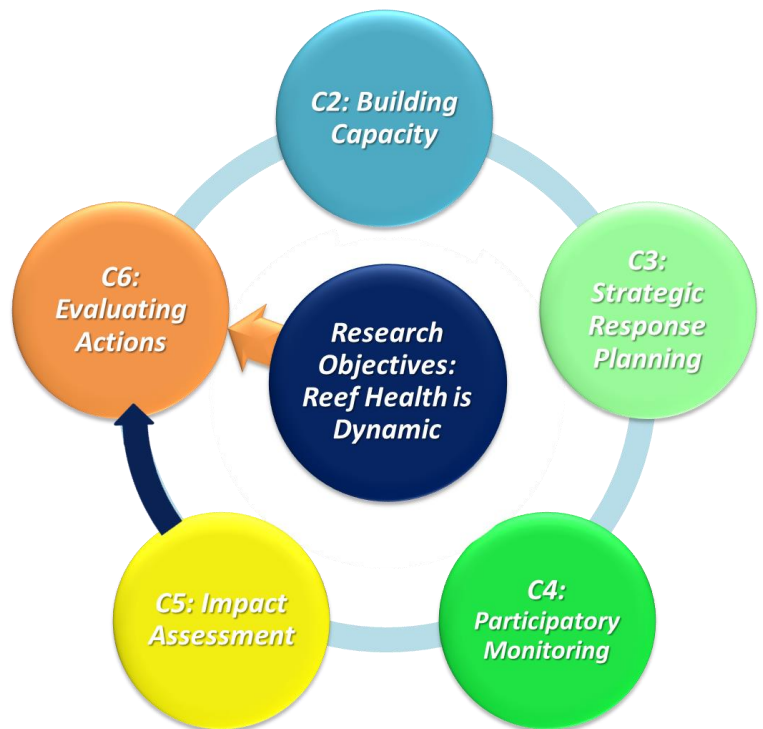 C2: Building
Capacity
C3:
Strategic
Response
Planning
C4:
Participatory
Monitoring
C5: Impact
Assessment
C6:
Evaluating
Actions
Research
Objectives:
Reef Health is
Dynamic